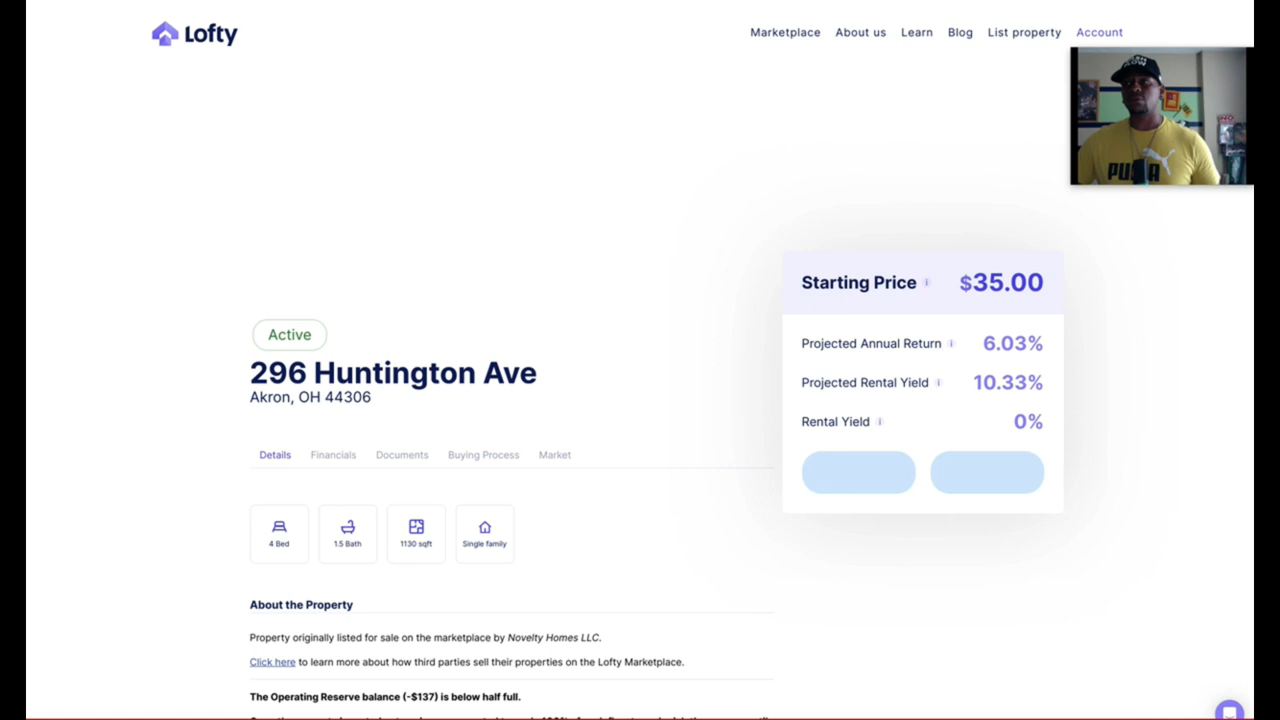 Lofty
Marketplace About us Learn Blog List property Account
PUMA
Starting Price $35.00
Projected Annual Return 6.03%
Projected Rental Yield 10.33%
Rental Yield 0%
Active
296 Huntington Ave
Akron, OH 44306
Details Financials Documents Buying Process Market
4 Bed 1.5 Bath 1130 sqft Single family
About the Property
Property originally listed for sale on the marketplace by Novelty Homes LLC.
Click here to learn more about how third parties sell their properties on the Lofty Marketplace.
The Operating Reserve balance (-$137) is below half full.